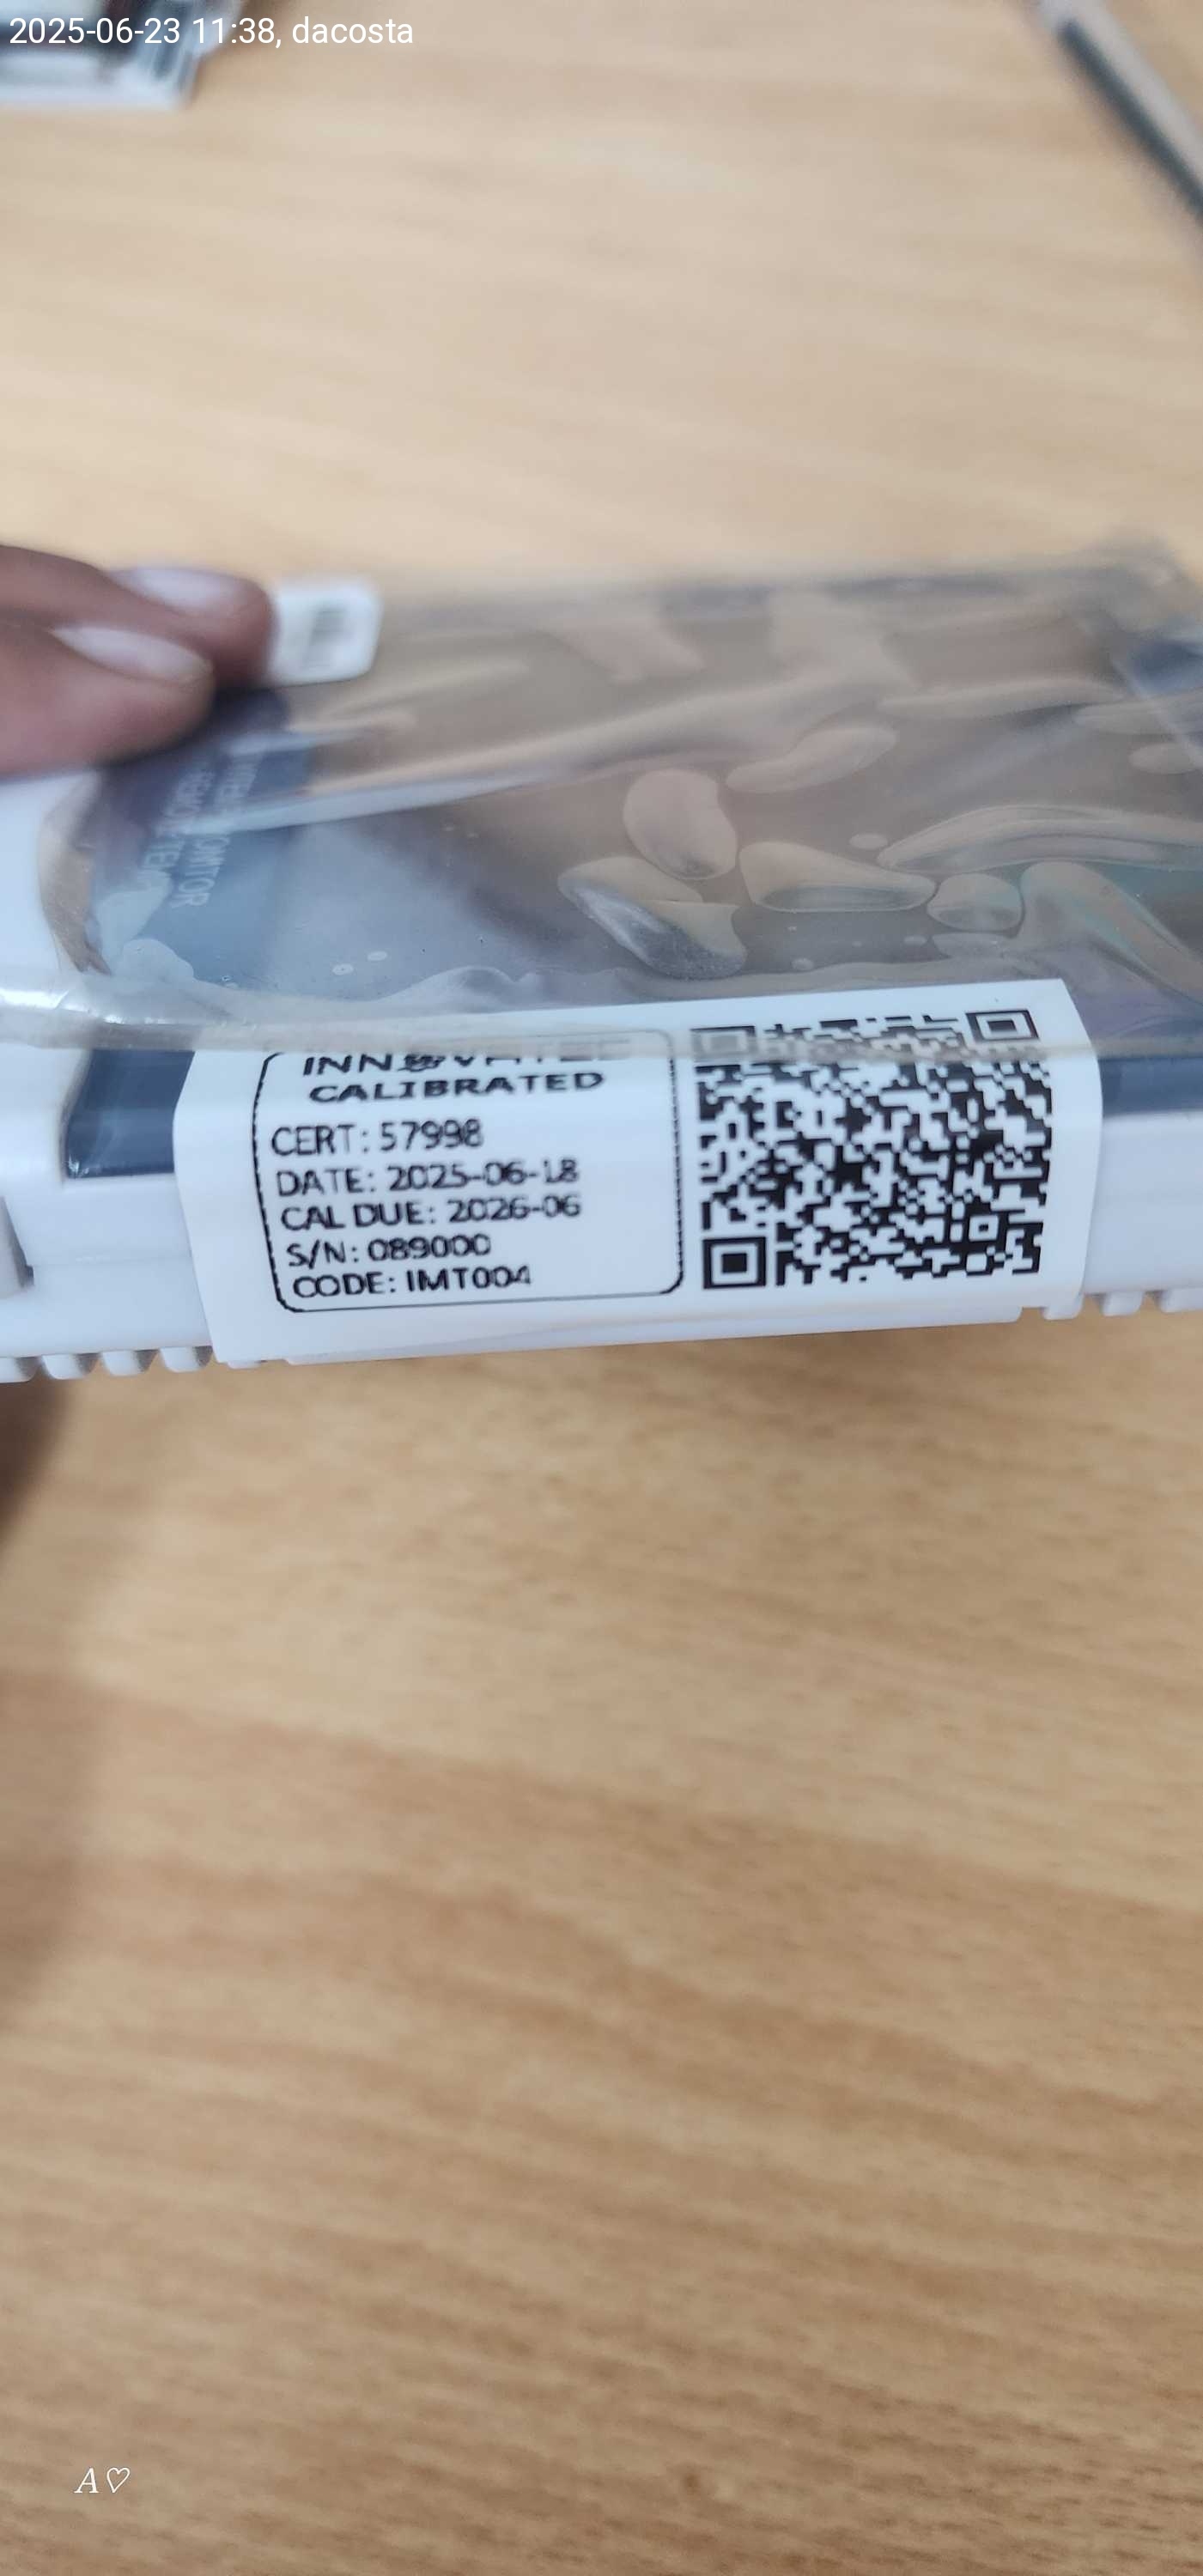 2025-06-23 11:38, dacosta
CALIBRATED
CERT: 57998
DATE: 2025-06-18
CAL DUE: 2026-06
S/N: 089000
CODE: IMT004
A♡